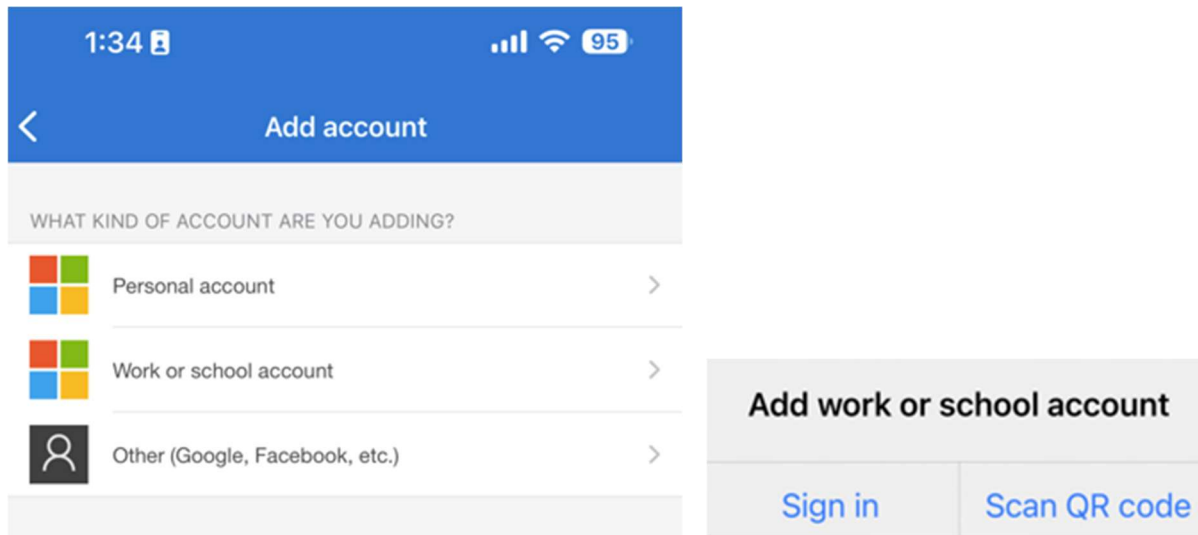 1:34
95
Add account
WHAT KIND OF ACCOUNT ARE YOU ADDING?
Personal account
Work or school account
Other (Google, Facebook, etc.)
Add work or school account
Sign in Scan QR code